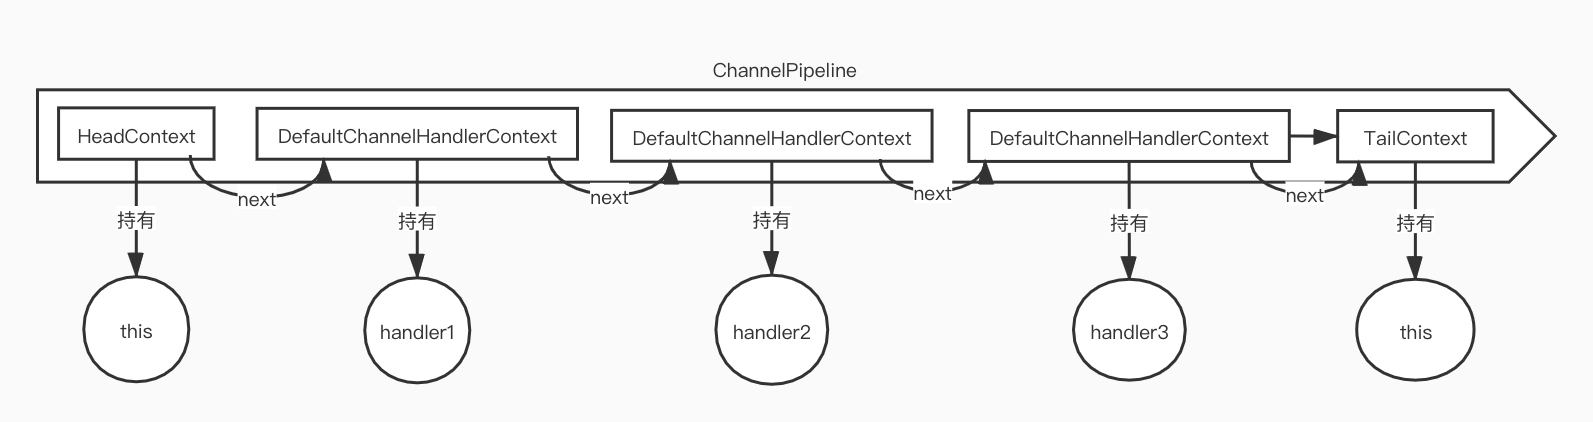 ChannelPipeline
HeadContext
DefaultChannelHandlerContext
DefaultChannelHandlerContext
DefaultChannelHandlerContext
TailContext
next
next
next
next
持有
持有
持有
持有
持有
this
handler1
handler2
handler3
this